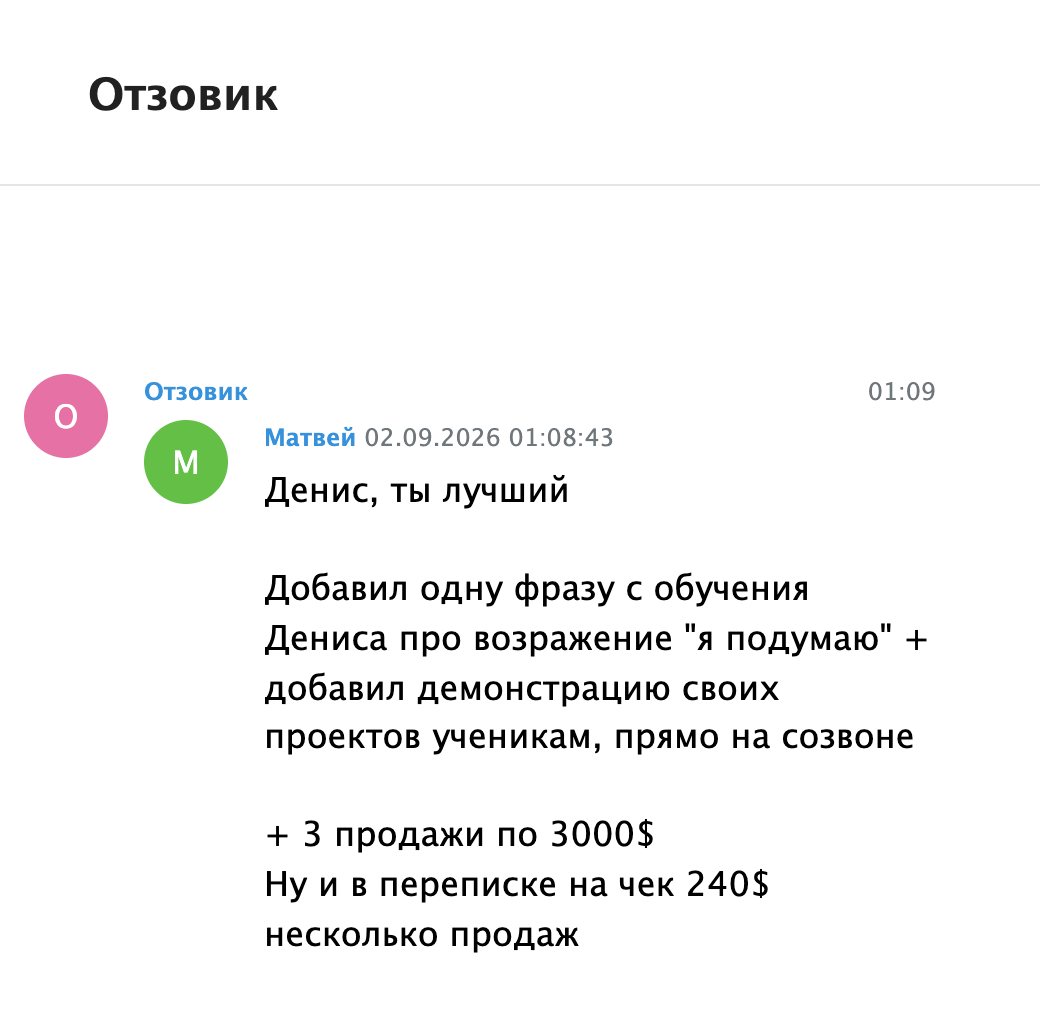 Отзовик
О
Отзовик 01:09
М
Матвей 02.09.2026 01:08:43
Денис, ты лучший
Добавил одну фразу с обучения
Дениса про возражение "я подумаю" +
добавил демонстрацию своих
проектов ученикам, прямо на созвоне
+ 3 продажи по 3000$
Ну и в переписке на чек 240$
несколько продаж